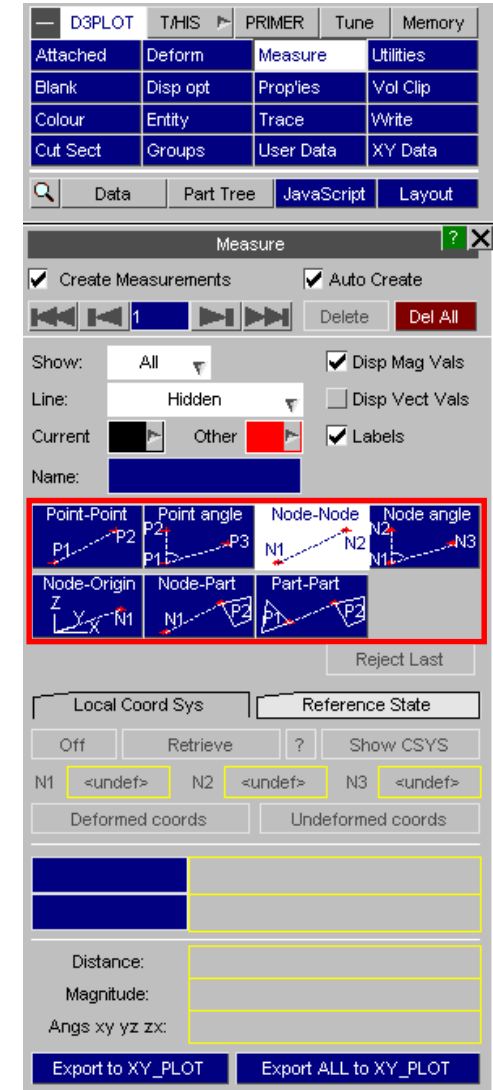 D3PLOT T/HIS PRIMER Tune Memory
Attached Deform Measure Utilities
Blank Disp opt Prop'ies Vol Clip
Colour Entity Trace Write
Cut Sect Groups User Data XY Data
Data Part Tree JavaScript Layout
Measure ? X
Create Measurements Auto Create
1 Delete Del All
Show: All Disp Mag Vals
Line: Hidden Disp Vect Vals
Current Other Labels
Name:
Point-Point Point angle Node-Node Node angle
P1 P2 P2 P1 P3 N1 N2 N2 N1 N3
Node-Origin Node-Part Part-Part
Z Y X N1 N1 P2 P1 P2
Reject Last
Local Coord Sys Reference State
Off Retrieve ? Show CSYS
N1 <undef> N2 <undef> N3 <undef>
Deformed coords Undeformed coords
Distance:
Magnitude:
Angs xy yz zx:
Export to XY_PLOT Export ALL to XY_PLOT